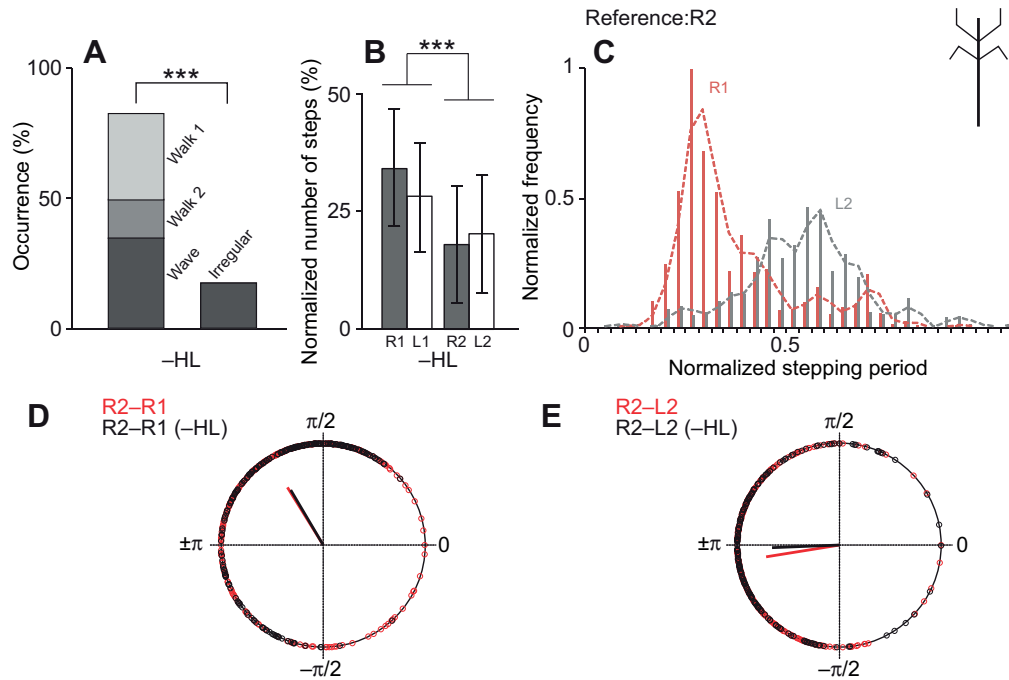 A
***
100
50
0
Occurrence (%)
Walk 1
Walk 2
Wave
Irregular
–HL
B
***
50
25
0
Normalized number of steps (%)
R1 L1 R2 L2
–HL
Reference:R2
C
1
0.5
0
Normalized frequency
R1
L2
0 0.5
Normalized stepping period
D
R2–R1
R2–R1 (–HL)
π/2
±π
0
–π/2
E
R2–L2
R2–L2 (–HL)
π/2
±π
0
–π/2